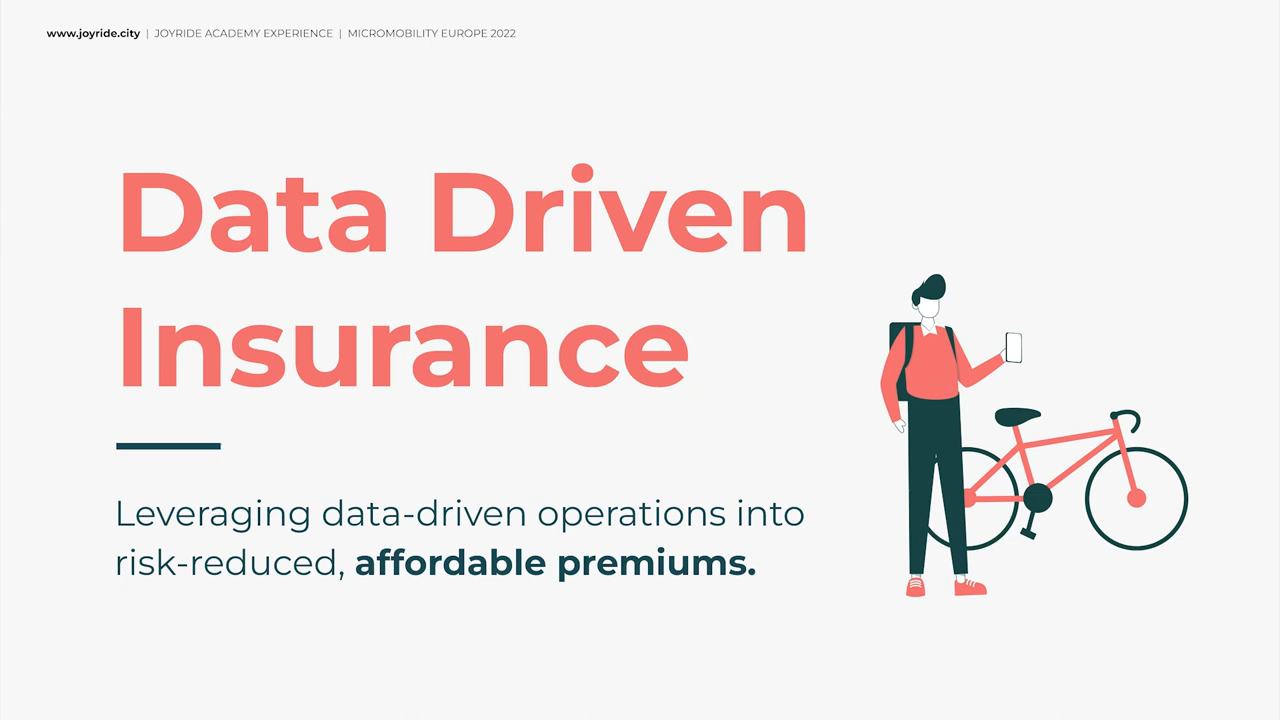 www.joyride.city | JOYRIDE ACADEMY EXPERIENCE | MICROMOBILITY EUROPE 2022
Data Driven
Insurance
Leveraging data-driven operations into
risk-reduced, affordable premiums.